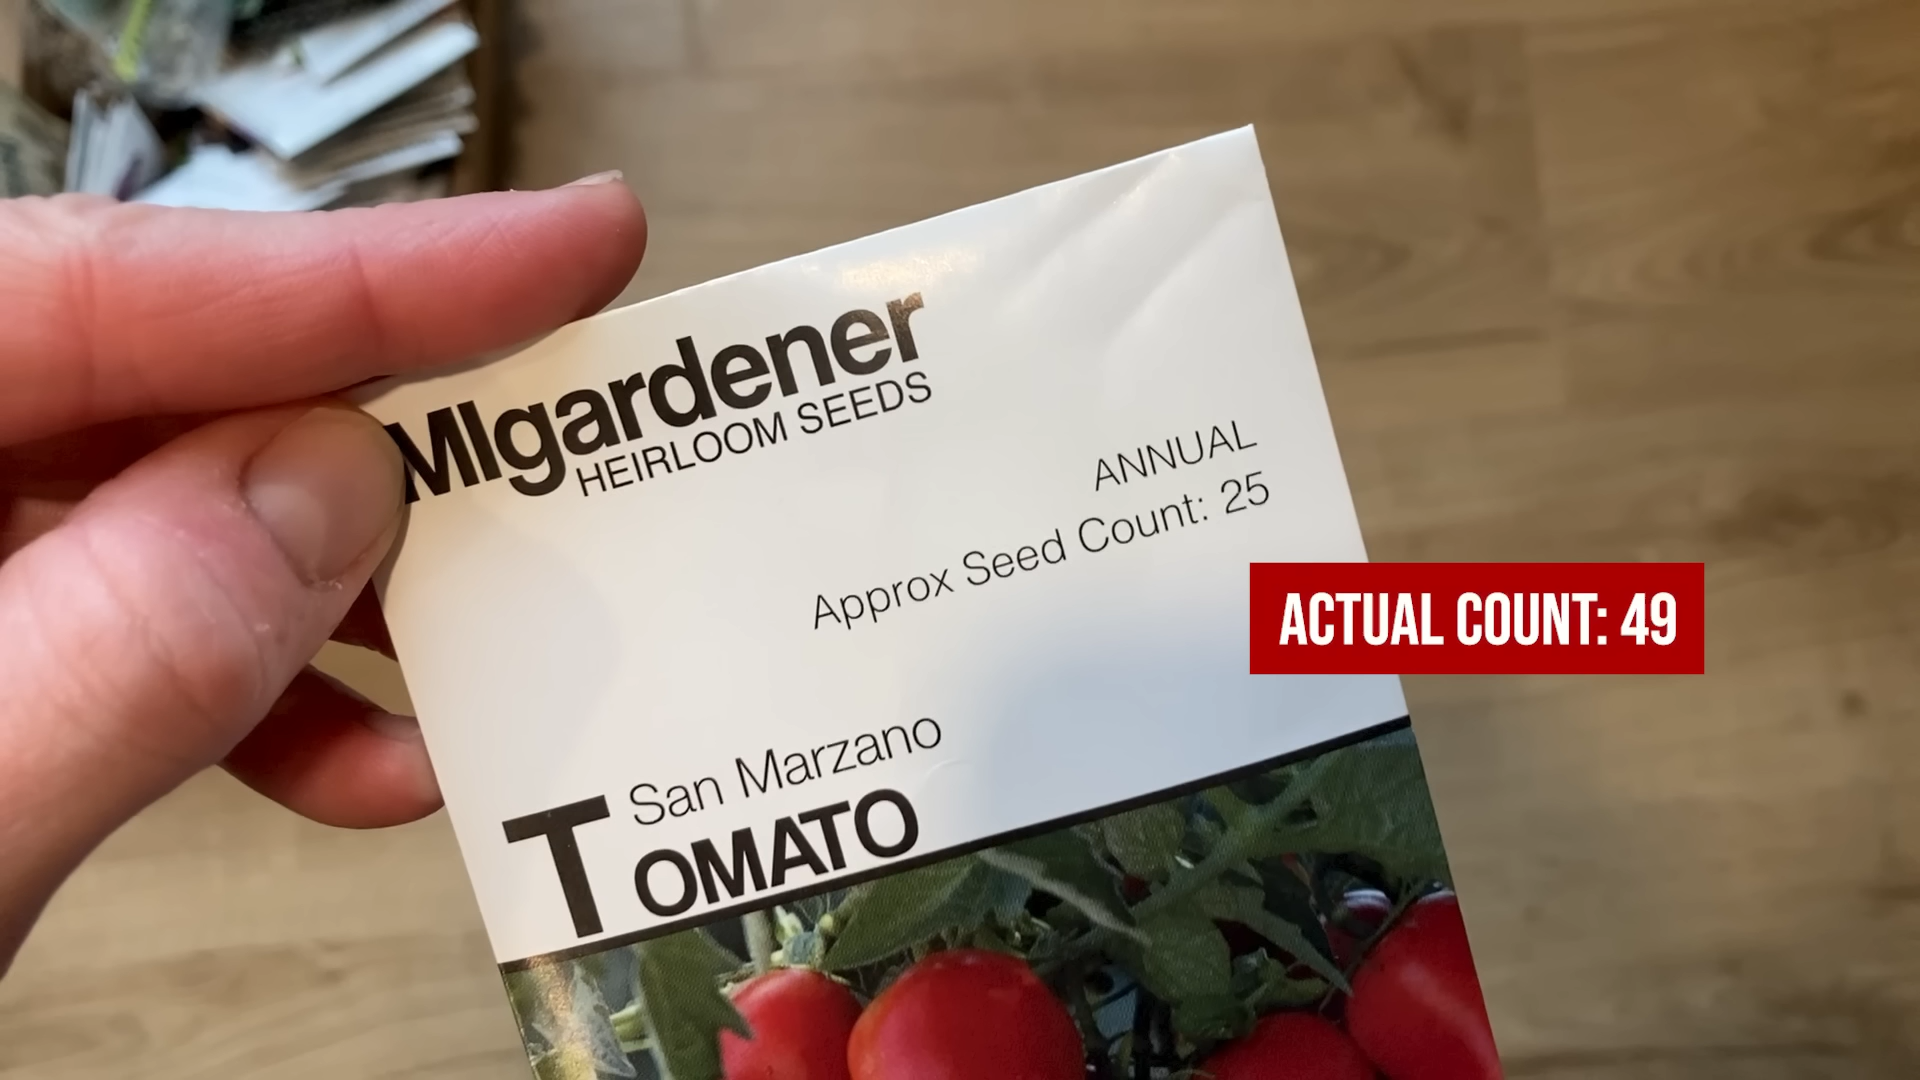 MIgardener
HEIRLOOM SEEDS
ANNUAL
Approx Seed Count: 25
ACTUAL COUNT: 49
San Marzano
TOMATO